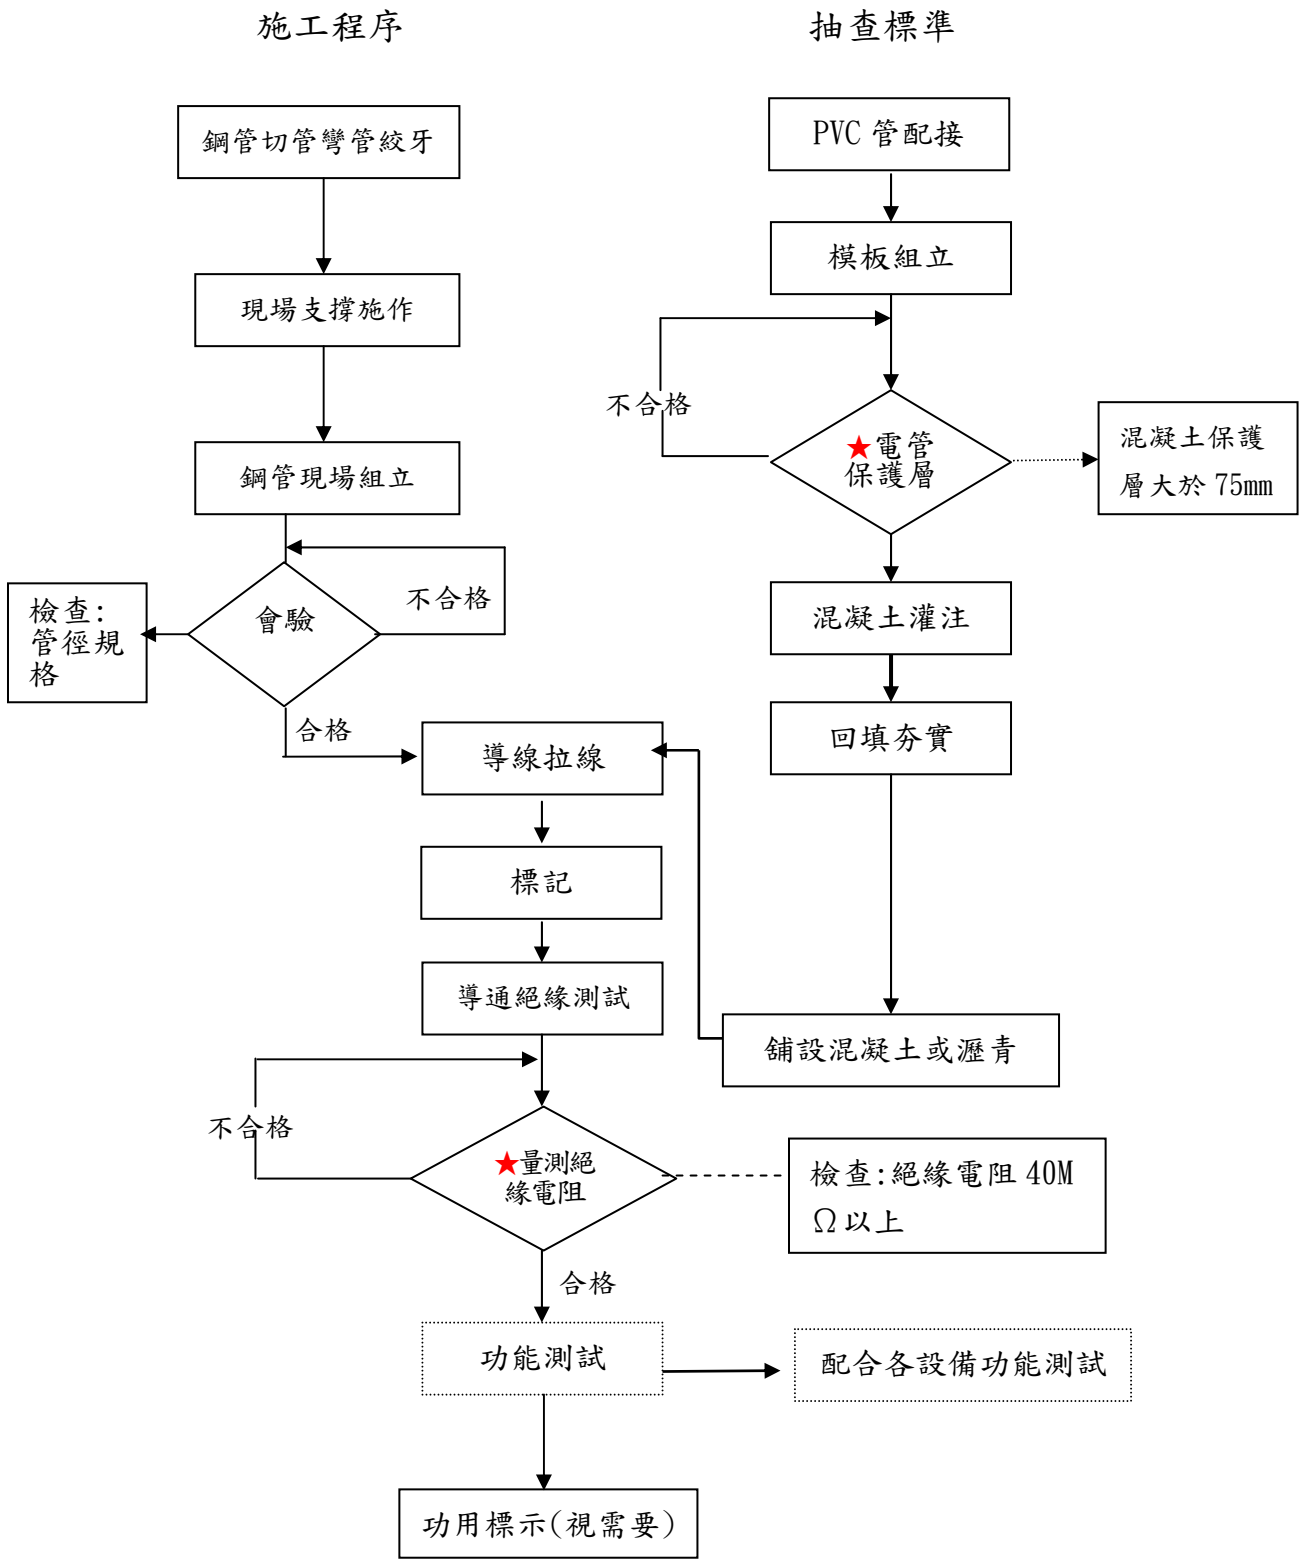 施工程序
抽查標準
鋼管切管彎管絞牙
PVC 管配接
模板組立
現場支撐施作
不合格
★電管
保護層
混凝土保護
層大於 75mm
鋼管現場組立
不合格
會驗
檢查:
管徑規
格
混凝土灌注
合格
導線拉線
回填夯實
標記
導通絕緣測試
舖設混凝土或瀝青
不合格
★量測絕
緣電阻
檢查:絕緣電阻 40M
Ω以上
合格
功能測試
配合各設備功能測試
功用標示(視需要)